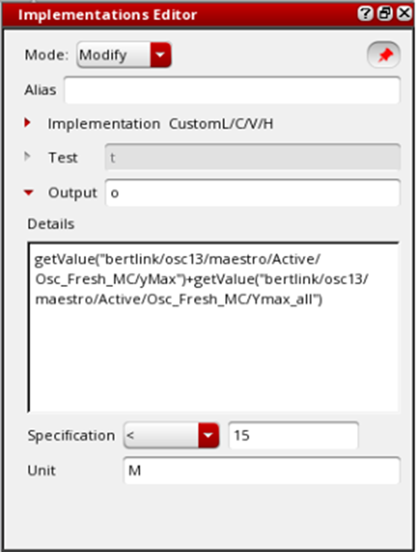 Implementations Editor
Mode: Modify
Alias
Implementation CustomL/C/V/H
Test t
Output o
Details
getValue("bertlink/osc13/maestro/Active/
Osc_Fresh_MC/yMax")+getValue("bertlink/osc13/
maestro/Active/Osc_Fresh_MC/Ymax_all")
Specification < 15
Unit M